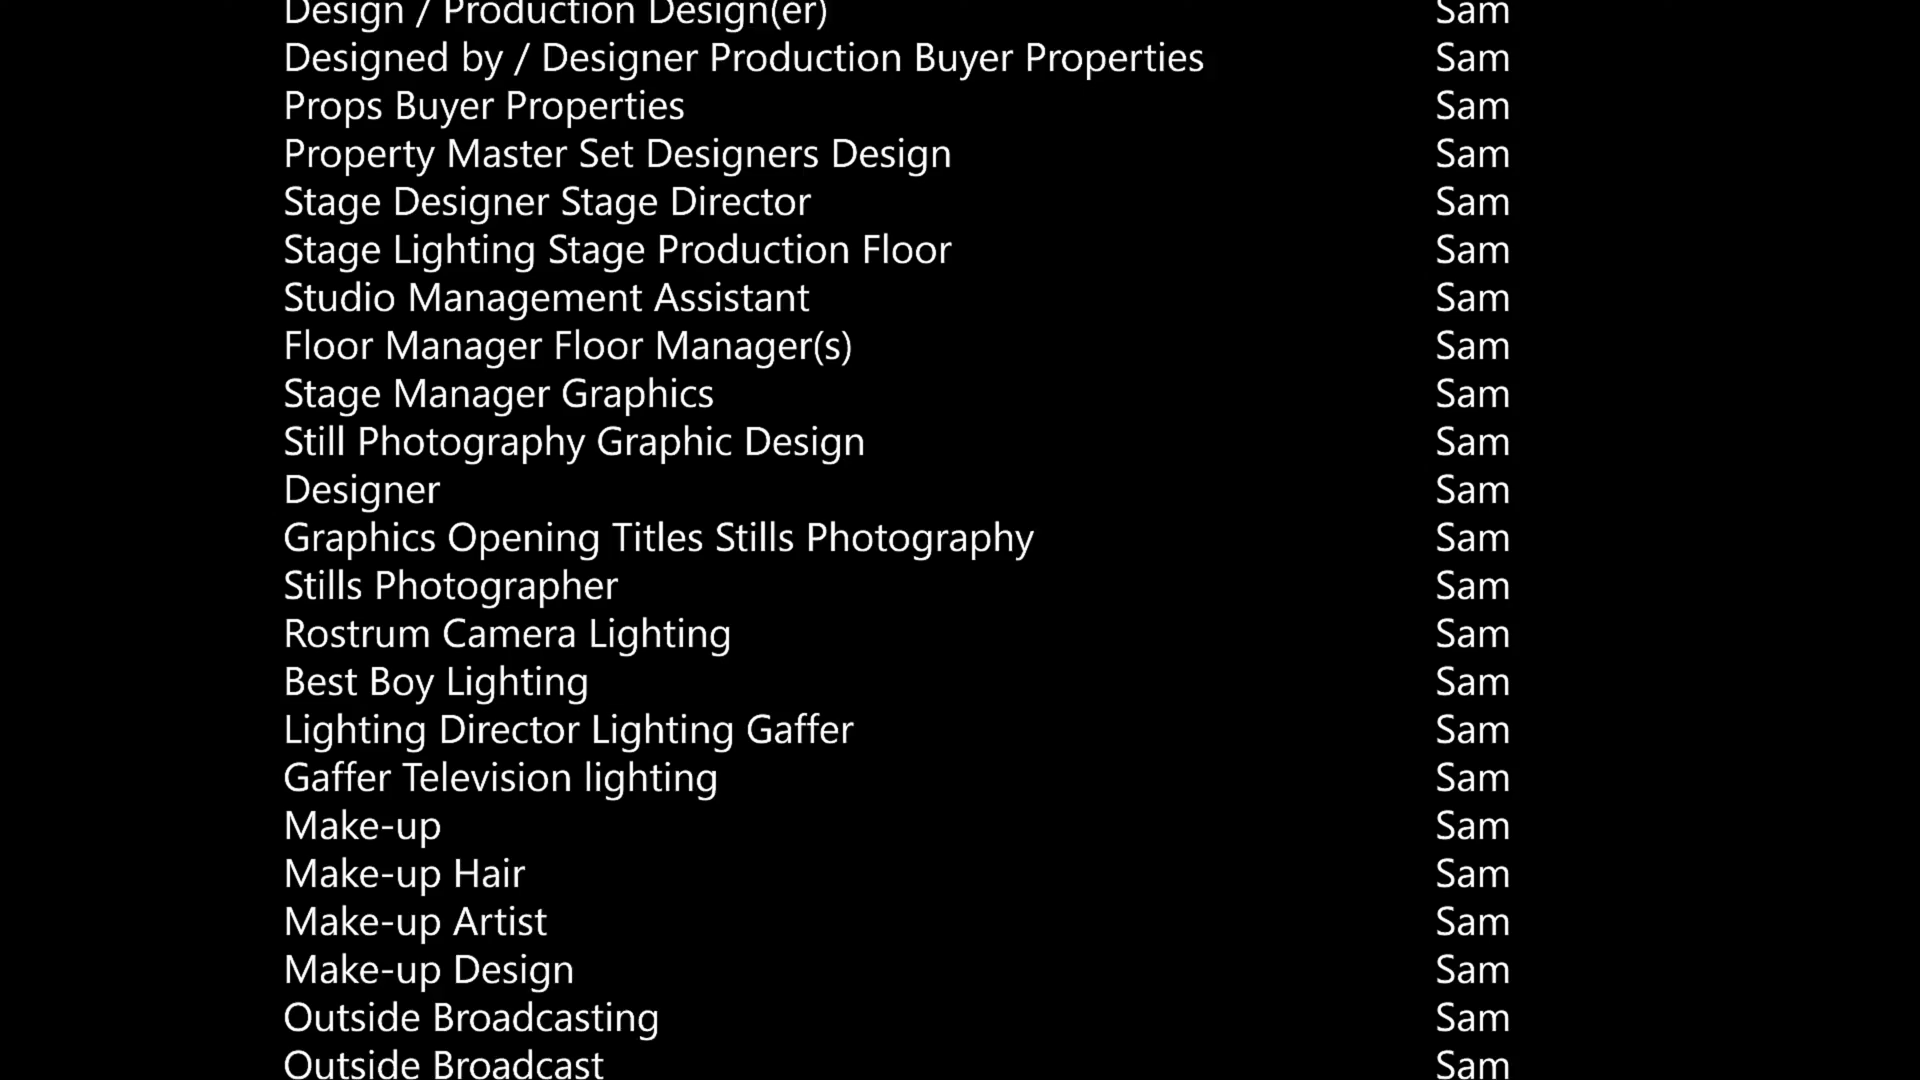 Design / Production Design(er) Sam
Designed by / Designer Production Buyer Properties Sam
Props Buyer Properties Sam
Property Master Set Designers Design Sam
Stage Designer Stage Director Sam
Stage Lighting Stage Production Floor Sam
Studio Management Assistant Sam
Floor Manager Floor Manager(s) Sam
Stage Manager Graphics Sam
Still Photography Graphic Design Sam
Designer Sam
Graphics Opening Titles Stills Photography Sam
Stills Photographer Sam
Rostrum Camera Lighting Sam
Best Boy Lighting Sam
Lighting Director Lighting Gaffer Sam
Gaffer Television lighting Sam
Make-up Sam
Make-up Hair Sam
Make-up Artist Sam
Make-up Design Sam
Outside Broadcasting Sam
Outside Broadcast Sam